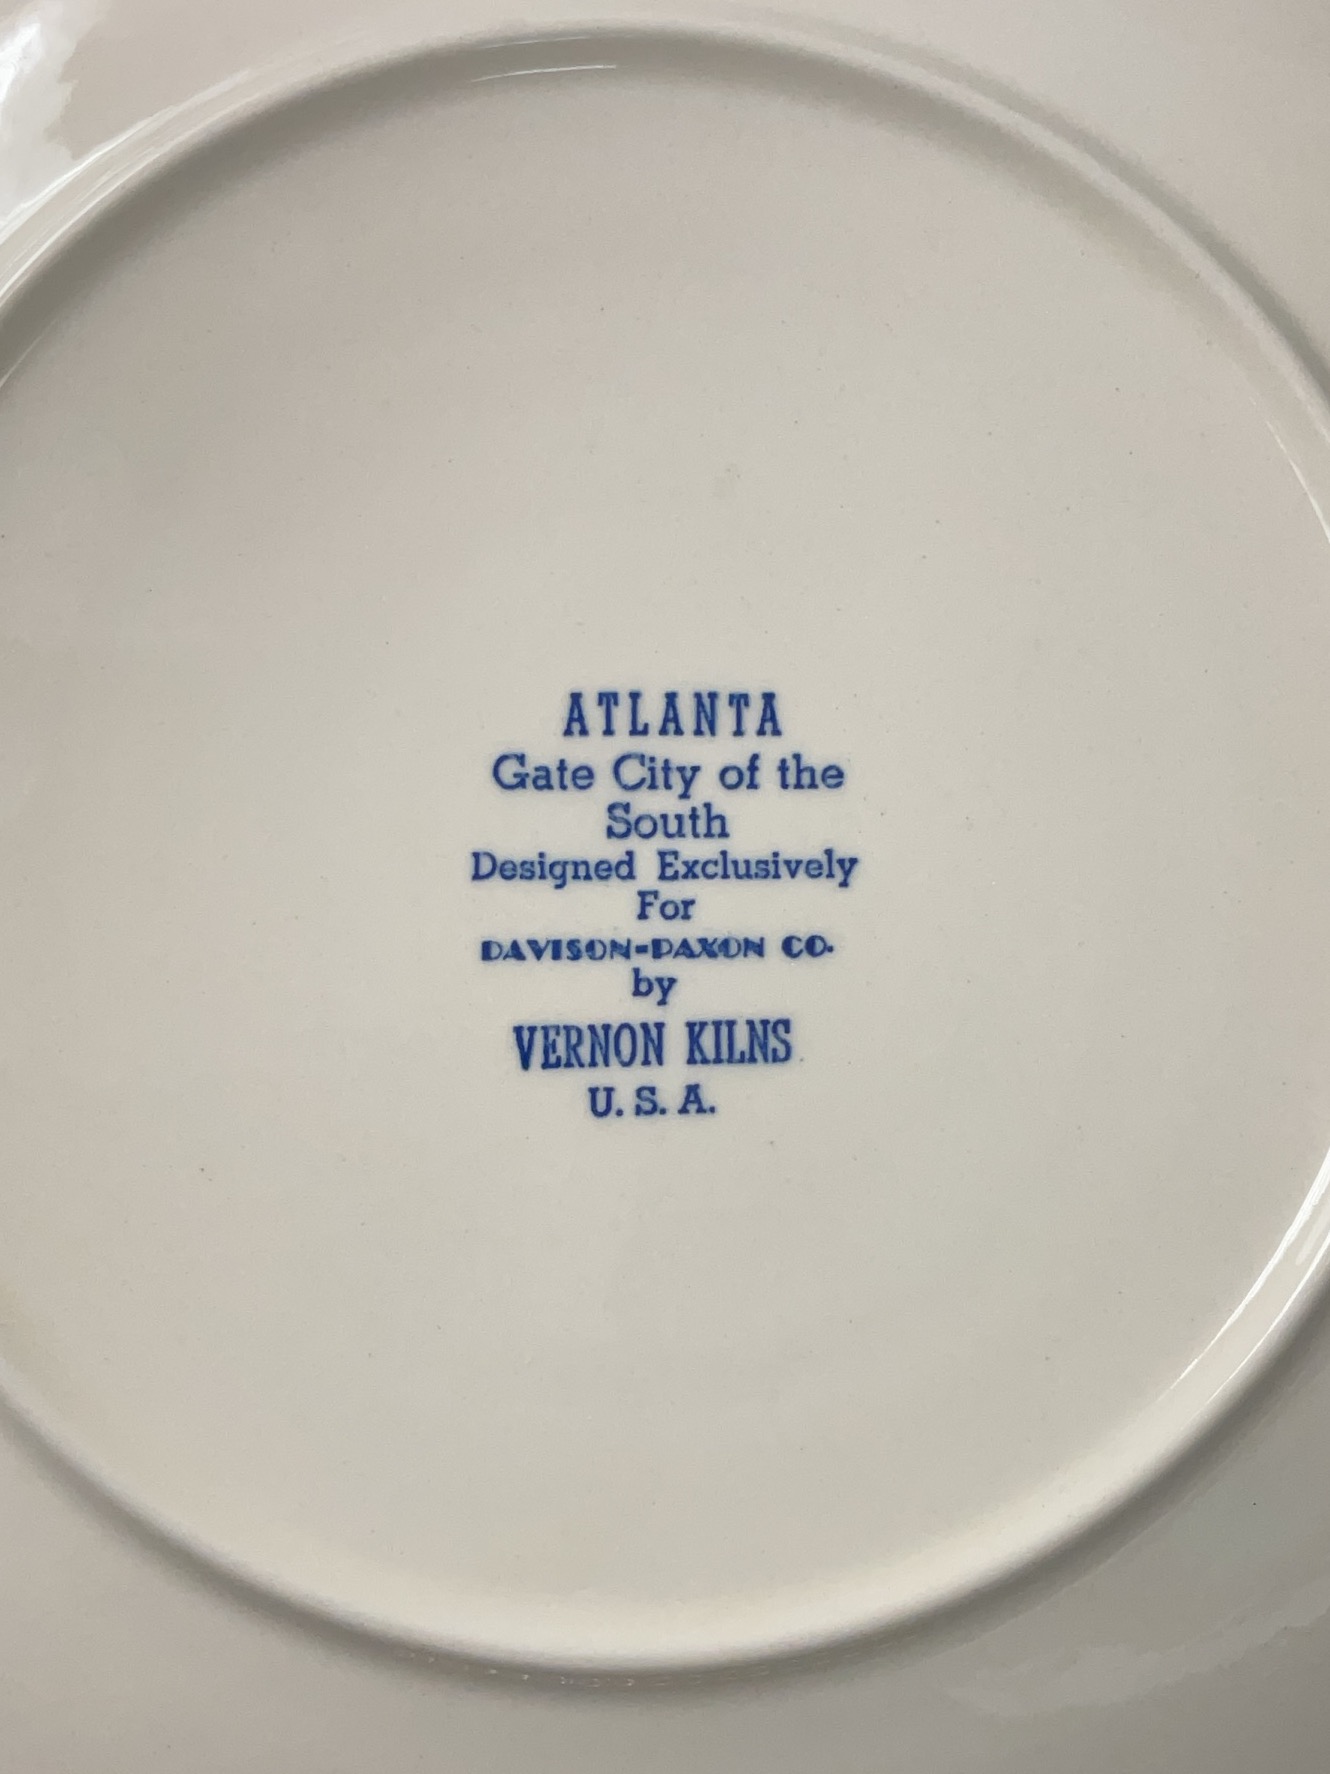 ATLANTA
Gate City of the
South
Designed Exclusively
For
DAVISON-PAXON CO.
by
VERNON KILNS
U. S. A.